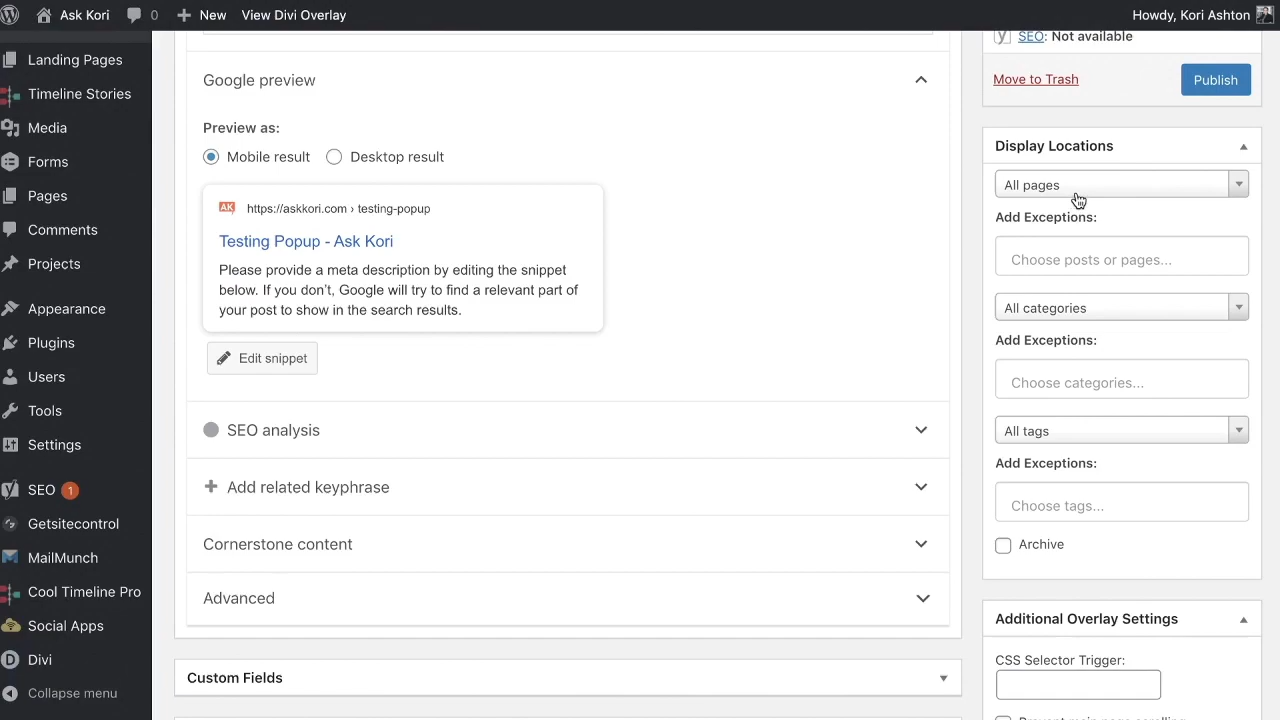 Ask Kori 0 New View Divi Overlay Howdy, Kori Ashton
Landing Pages
Timeline Stories
Media
Forms
Pages
Comments
Projects
Appearance
Plugins
Users
Tools
Settings
SEO 1
Getsitecontrol
MailMunch
Cool Timeline Pro
Social Apps
Divi
Collapse menu
Google preview
Preview as:
Mobile result Desktop result
AK https://askkori.com › testing-popup
Testing Popup - Ask Kori
Please provide a meta description by editing the snippet
below. If you don't, Google will try to find a relevant part of
your post to show in the search results.
Edit snippet
SEO analysis
Add related keyphrase
Cornerstone content
Advanced
Custom Fields
SEO: Not available
Move to Trash Publish
Display Locations
All pages
Add Exceptions:
Choose posts or pages...
All categories
Add Exceptions:
Choose categories...
All tags
Add Exceptions:
Choose tags...
Archive
Additional Overlay Settings
CSS Selector Trigger:
Prevent main page scrolling